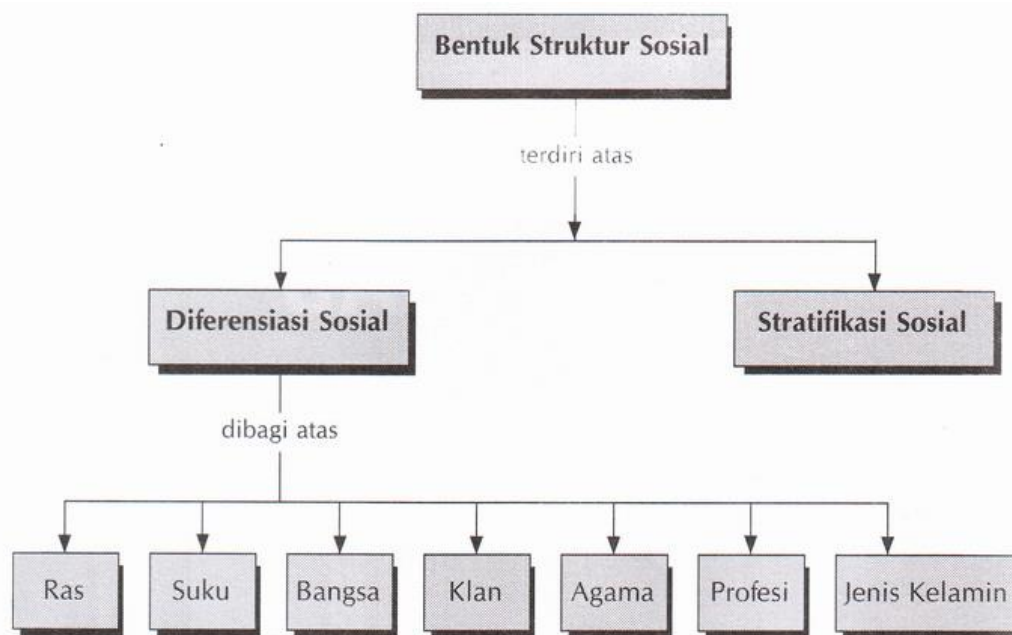 Bentuk Struktur Sosial
terdiri atas
Diferensiasi Sosial
Stratifikasi Sosial
dibagi atas
Ras
Suku
Bangsa
Klan
Agama
Profesi
Jenis Kelamin